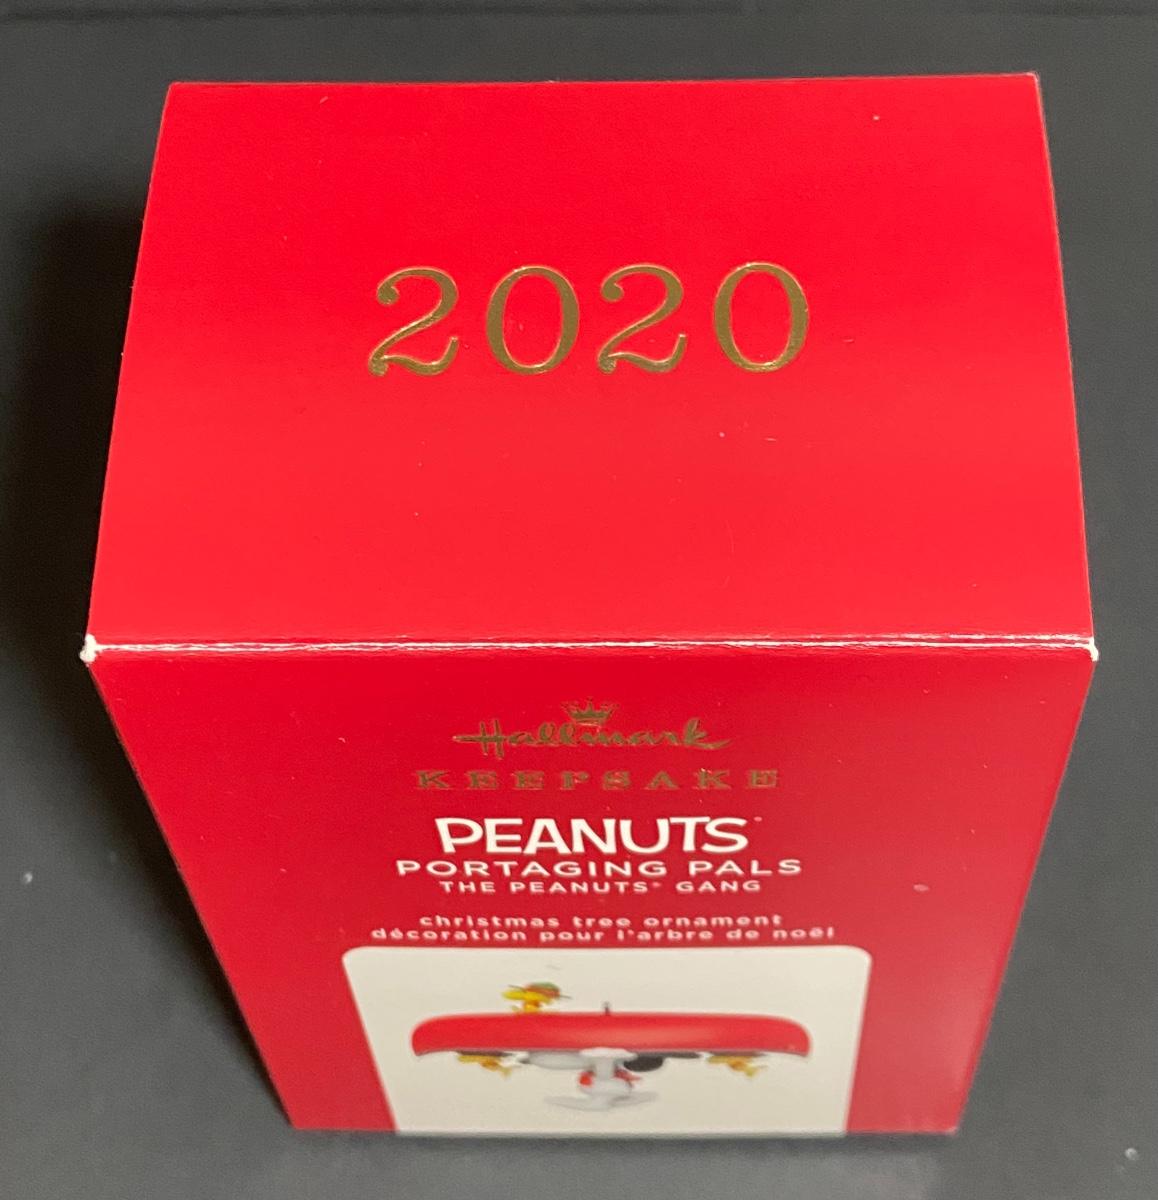 2020
Hallmark
KEEPSAKE
PEANUTS
PORTAGING PALS
THE PEANUTS® GANG
christmas tree ornament
décoration pour l'arbre de noël